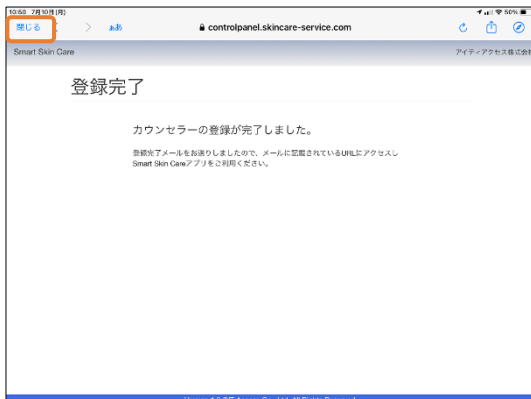 10:50 7月10日(月)
50%
閉じる
ぁあ
controlpanel.skincare-service.com
Smart Skin Care
アイティアクセス株式会社
登録完了
カウンセラーの登録が完了しました。
登録完了メールをお送りしましたので、メールに記載されているURLにアクセスし
Smart Skin Careアプリをご利用ください。